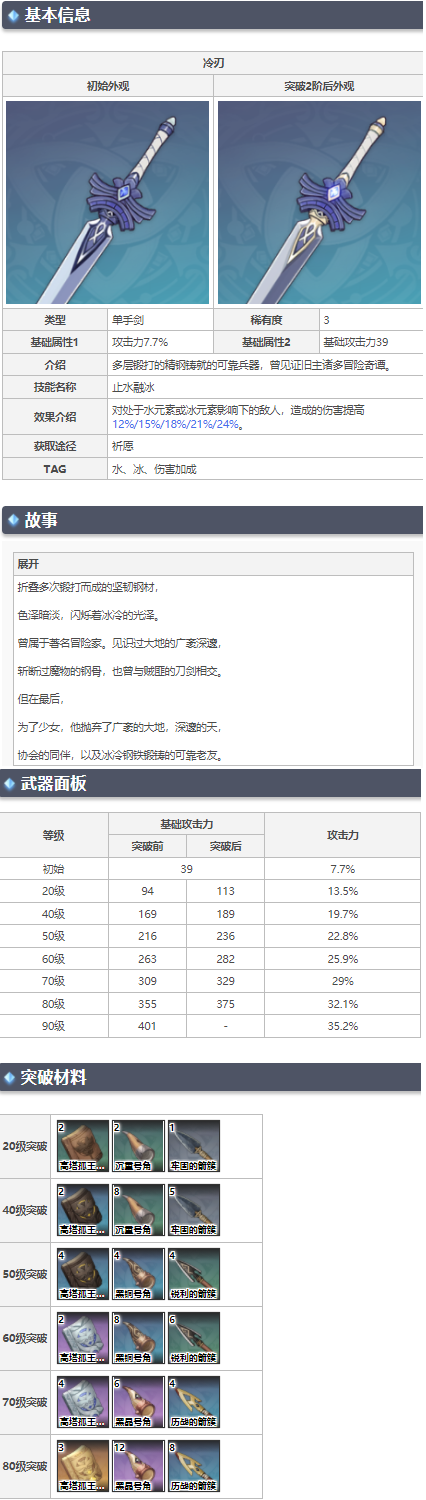 基本信息
冷刃
初始外观 突破2阶后外观
类型 单手剑 稀有度 3
基础属性1 攻击力7.7% 基础属性2 基础攻击力39
介绍 多层锻打的精钢铸就的可靠兵器，曾见证旧主诸多冒险奇谭。
技能名称 止水融冰
效果介绍 对处于水元素或冰元素影响下的敌人，造成的伤害提高
12%/15%/18%/21%/24%。
获取途径 祈愿
TAG 水、冰、伤害加成
故事
展开
折叠多次锻打而成的坚韧钢材，
色泽暗淡，闪烁着冰冷的光泽。
曾属于著名冒险家。见识过大地的广袤深邃，
斩断过魔物的钢骨，也曾与贼匪的刀剑相交。
但在最后，
为了少女，他抛弃了广袤的大地，深邃的天，
协会的同伴，以及冰冷钢铁锻铸的可靠老友。
武器面板
等级 基础攻击力 攻击力
突破前 突破后
初始 39 7.7%
20级 94 113 13.5%
40级 169 189 19.7%
50级 216 236 22.8%
60级 263 282 25.9%
70级 309 329 29%
80级 355 375 32.1%
90级 401 - 35.2%
突破材料
20级突破 2 2 1
高塔孤王... 沉重号角 牢固的箭簇
40级突破 2 8 5
高塔孤王... 沉重号角 牢固的箭簇
50级突破 4 4 4
高塔孤王... 黑铜号角 锐利的箭簇
60级突破 2 8 6
高塔孤王... 黑铜号角 锐利的箭簇
70级突破 4 6 4
高塔孤王... 黑晶号角 历战的箭簇
80级突破 3 12 8
高塔孤王... 黑晶号角 历战的箭簇